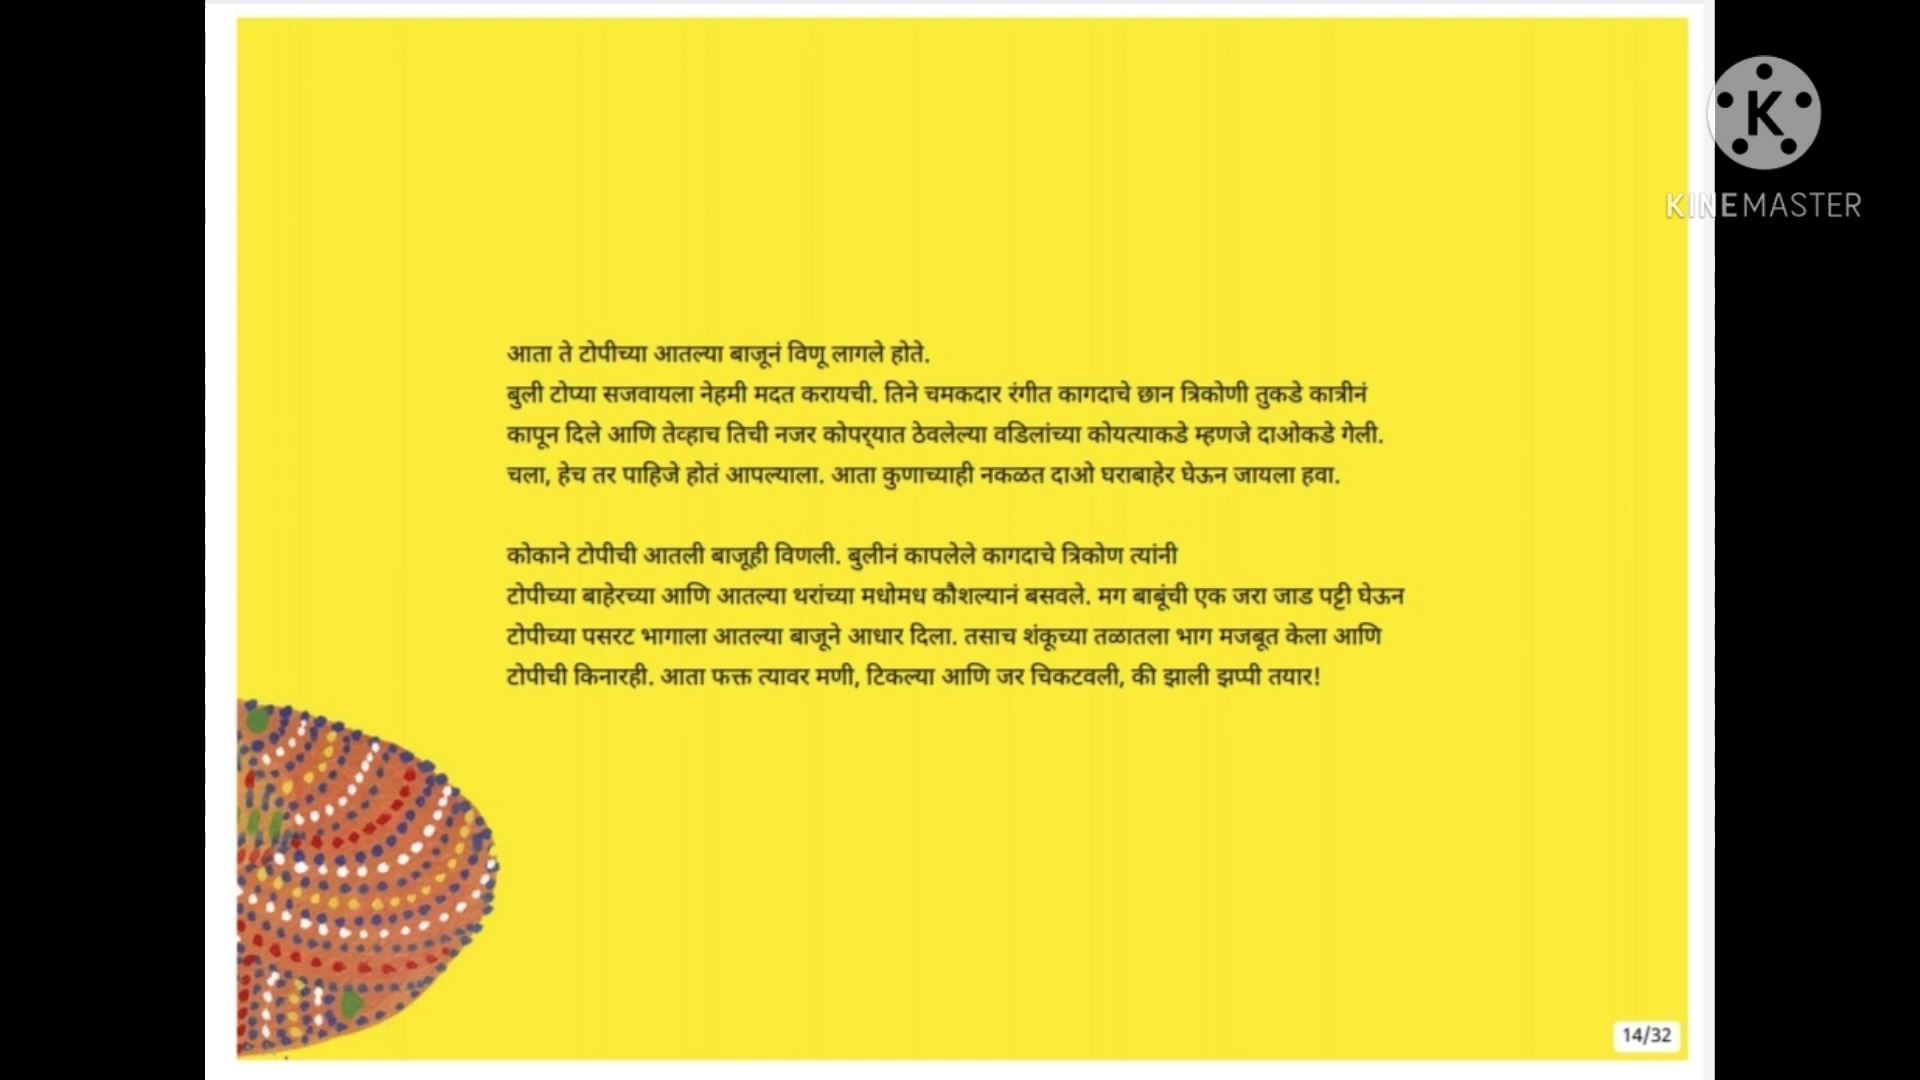 K
KINEMASTER
आता ते टोपीच्या आतल्या बाजूनं विणू लागले होते.
बुली टोप्या सजवायला नेहमी मदत करायची. तिने चमकदार रंगीत कागदाचे छान त्रिकोणी तुकडे कात्रीनं
कापून दिले आणि तेव्हाच तिची नजर कोपऱ्यात ठेवलेल्या वडिलांच्या कोयत्याकडे म्हणजे दाओकडे गेली.
चला, हेच तर पाहिजे होतं आपल्याला. आता कुणाच्याही नकळत दाओ घराबाहेर घेऊन जायला हवा.
कोकाने टोपीची आतली बाजूही विणली. बुलीनं कापलेले कागदाचे त्रिकोण त्यांनी
टोपीच्या बाहेरच्या आणि आतल्या थरांच्या मधोमध कौशल्यानं बसवले. मग बाबूंची एक जरा जाड पट्टी घेऊन
टोपीच्या पसरट भागाला आतल्या बाजूने आधार दिला. तसाच शंकूच्या तळातला भाग मजबूत केला आणि
टोपीची किनारही. आता फक्त त्यावर मणी, टिकल्या आणि जर चिकटवली, की झाली झप्पी तयार!
14/32